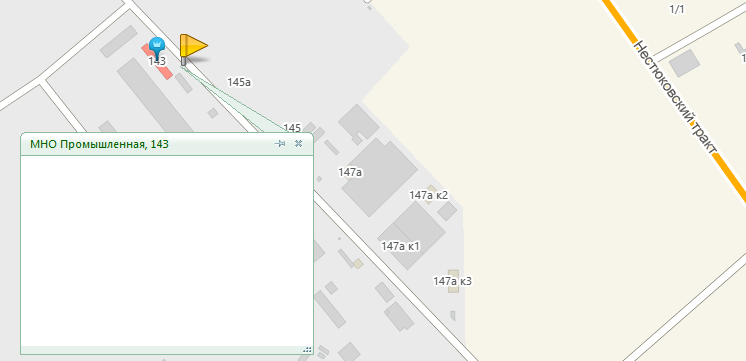 1/1
Нестюковский тракт
143
145а
145
МНО Промышленная, 143
147а
147а к2
147а к1
147а к3